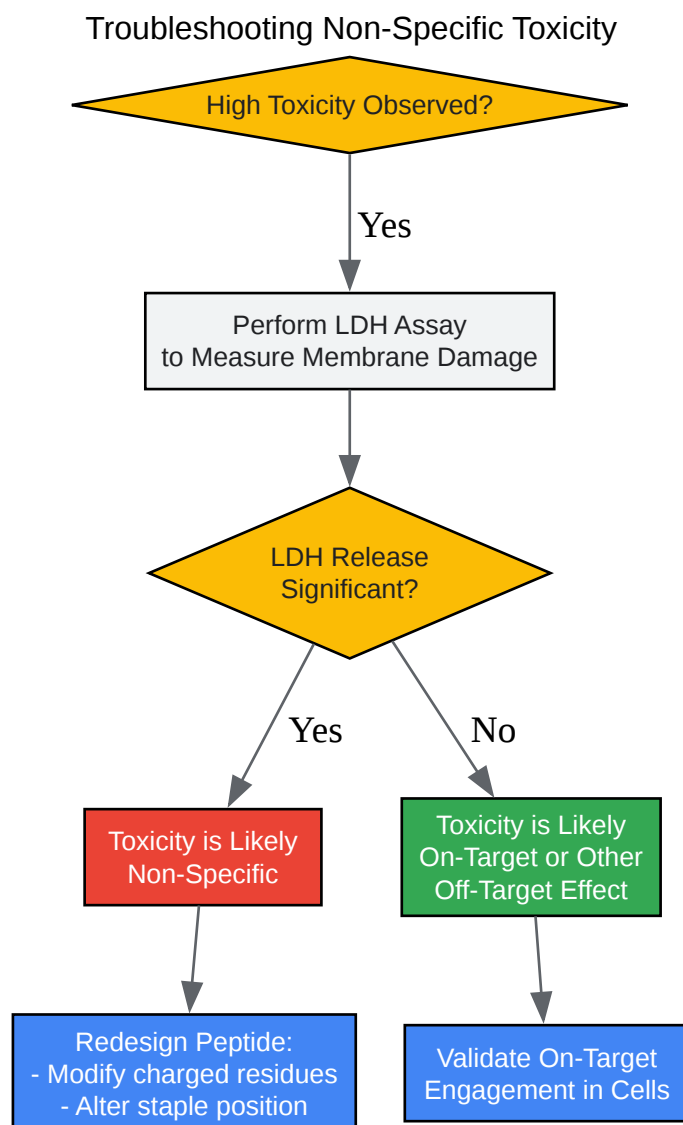 Troubleshooting Non-Specific Toxicity
High Toxicity Observed?
Yes
Perform LDH Assay
to Measure Membrane Damage
LDH Release
Significant?
Yes
No
Toxicity is Likely
Non-Specific
Toxicity is Likely
On-Target or Other
Off-Target Effect
Redesign Peptide:
- Modify charged residues
- Alter staple position
Validate On-Target
Engagement in Cells